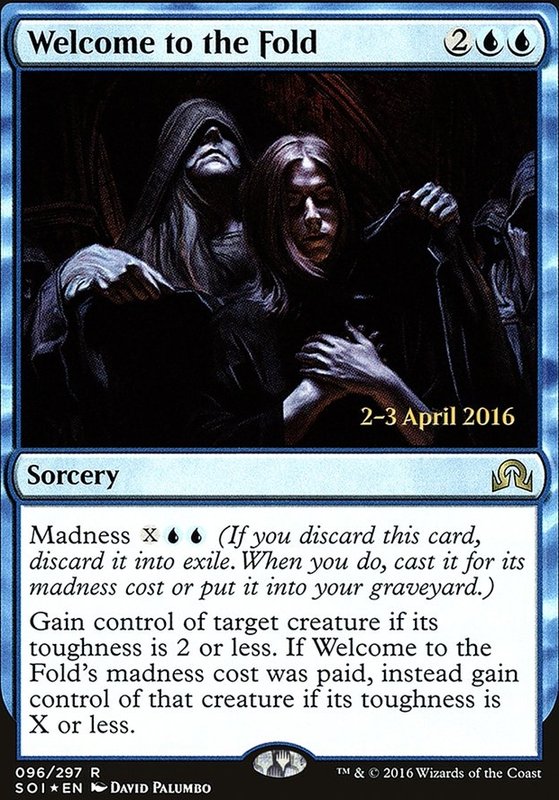 Welcome to the Fold 2
2-3 April 2016
Sorcery
Madness X (If you discard this card,
discard it into exile. When you do, cast it for its
madness cost or put it into your graveyard.)
Gain control of target creature if its
toughness is 2 or less. If Welcome to the
Fold's madness cost was paid, instead gain
control of that creature if its toughness is
X or less.
096/297 R
SOI★EN DAVID PALUMBO
™ & © 2016 Wizards of the Coast